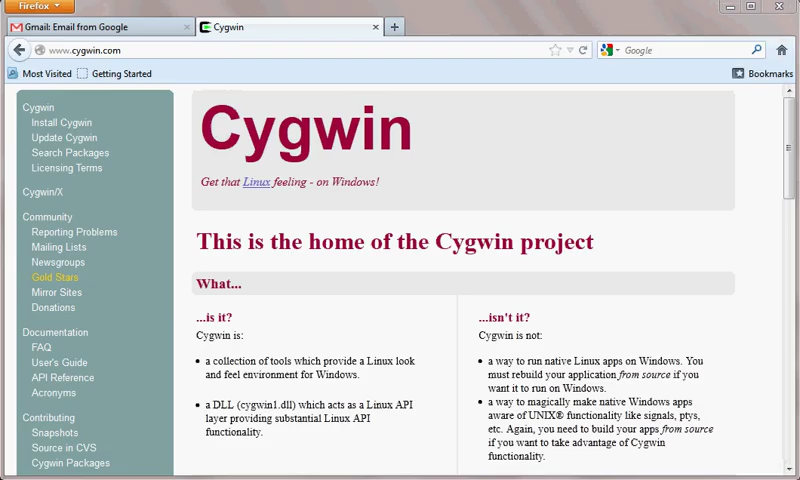 Firefox
Gmail: Email from Google
Cygwin
www.cygwin.com
Google
Most Visited
Getting Started
Bookmarks
Cygwin
Install Cygwin
Update Cygwin
Search Packages
Licensing Terms
Cygwin/X
Community
Reporting Problems
Mailing Lists
Newsgroups
Gold Stars
Mirror Sites
Donations
Documentation
FAQ
User's Guide
API Reference
Acronyms
Contributing
Snapshots
Source in CVS
Cygwin Packages
Cygwin
Get that Linux feeling - on Windows!
This is the home of the Cygwin project
What...
...is it?
Cygwin is:
a collection of tools which provide a Linux look
and feel environment for Windows.
a DLL (cygwin1.dll) which acts as a Linux API
layer providing substantial Linux API
functionality.
...isn't it?
Cygwin is not:
a way to run native Linux apps on Windows. You
must rebuild your application from source if you
want it to run on Windows.
a way to magically make native Windows apps
aware of UNIX® functionality like signals, ptys,
etc. Again, you need to build your apps from source
if you want to take advantage of Cygwin
functionality.